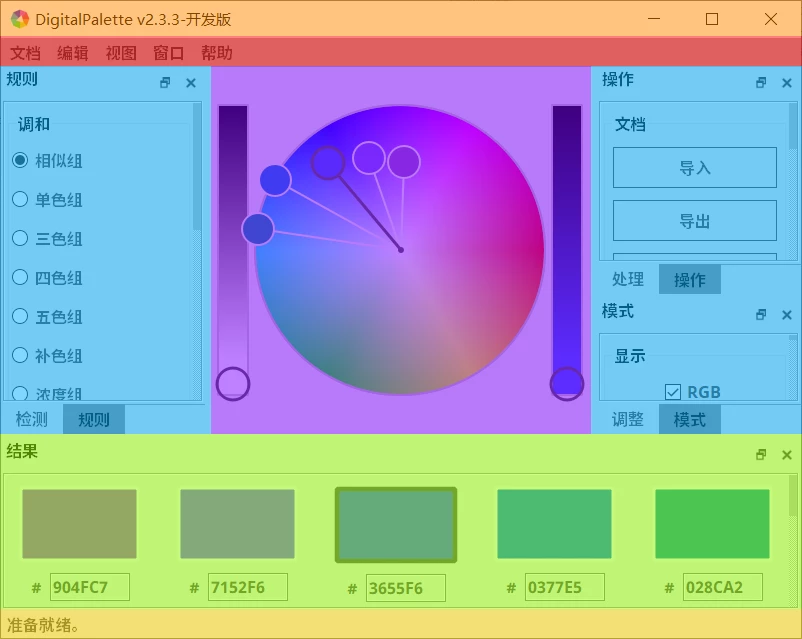 DigitalPalette v2.3.3-开发版
文档 编辑 视图 窗口 帮助
规则
调和
相似组
单色组
三色组
四色组
五色组
补色组
浓度组
检测 规则
操作
文档
导入
导出
处理 操作
模式
显示
RGB
调整 模式
结果
# 904FC7 # 7152F6 # 3655F6 # 0377E5 # 028CA2
准备就绪。